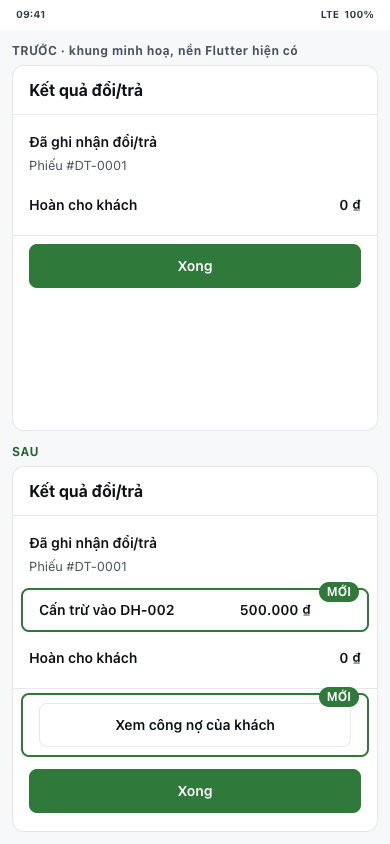 09:41 LTE 100%
TRƯỚC · khung minh hoạ, nền Flutter hiện có
Kết quả đổi/trả
Đã ghi nhận đổi/trả
Phiếu #DT-0001
Hoàn cho khách 0 ₫
Xong
SAU
Kết quả đổi/trả
Đã ghi nhận đổi/trả
Phiếu #DT-0001
MỚI
Cấn trừ vào DH-002 500.000 ₫
Hoàn cho khách 0 ₫
MỚI
Xem công nợ của khách
Xong